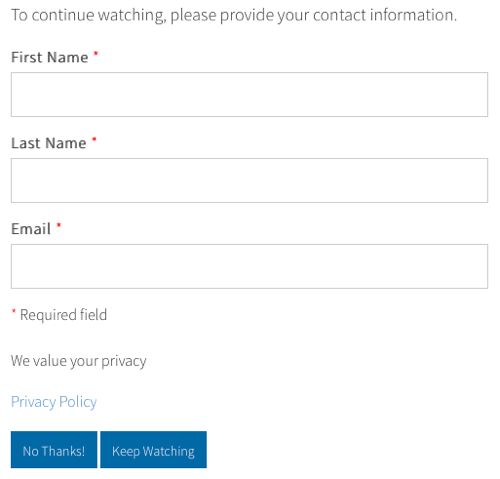 To continue watching, please provide your contact information.
First Name *
Last Name *
Email *
* Required field
We value your privacy
Privacy Policy
No Thanks! Keep Watching